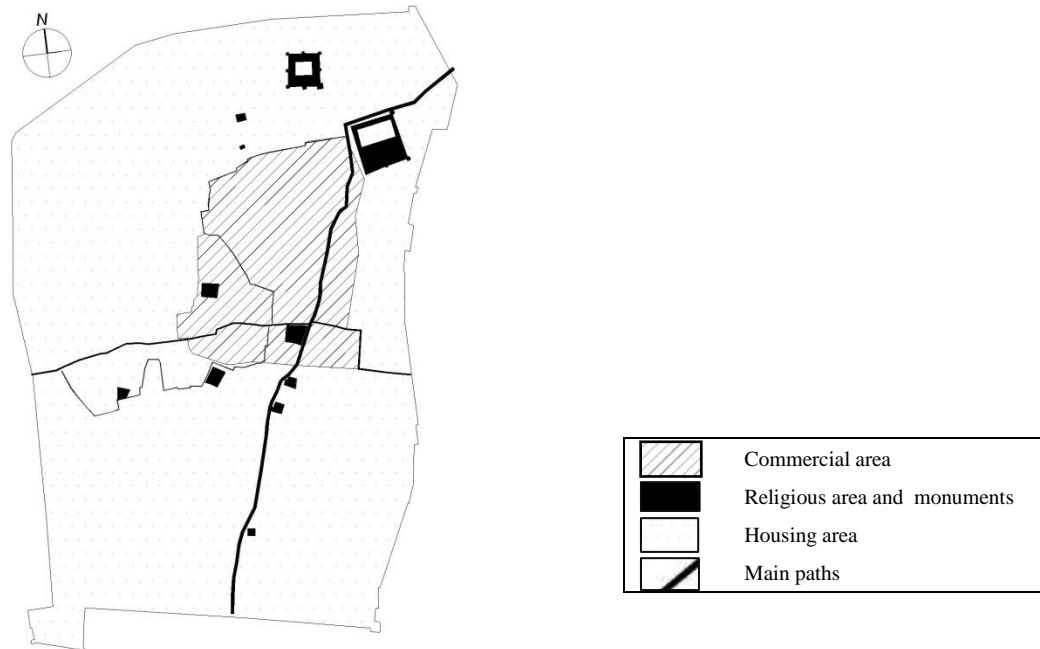 N
Commercial area
Religious area and monuments
Housing area
Main paths